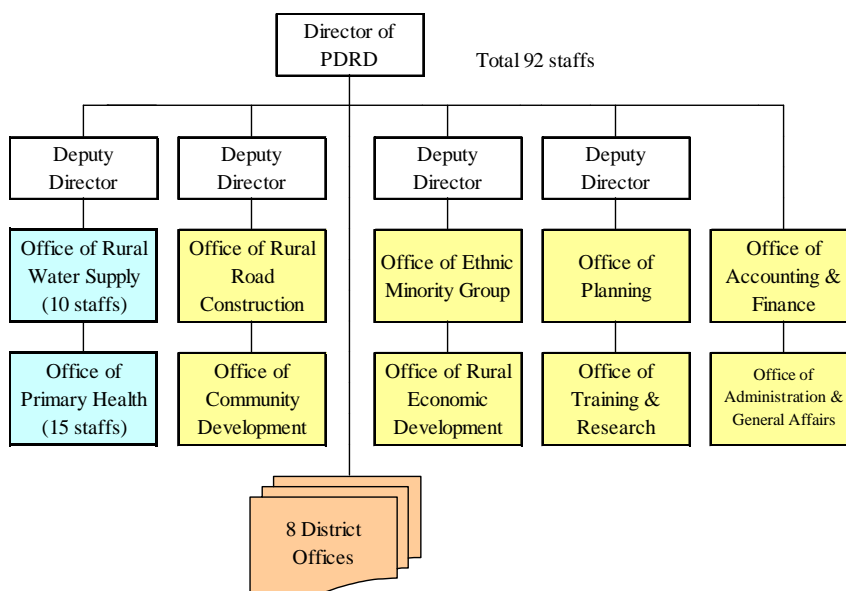 Director of
PDRD
Total 92 staffs
Deputy
Director
Deputy
Director
Deputy
Director
Deputy
Director
Office of Rural
Water Supply
(10 staffs)
Office of Rural
Road
Construction
Office of Ethnic
Minority Group
Office of
Planning
Office of
Accounting &
Finance
Office of
Primary Health
(15 staffs)
Office of
Community
Development
Office of Rural
Economic
Development
Office of
Training &
Research
Office of
Administration &
General Affairs
8 District
Offices